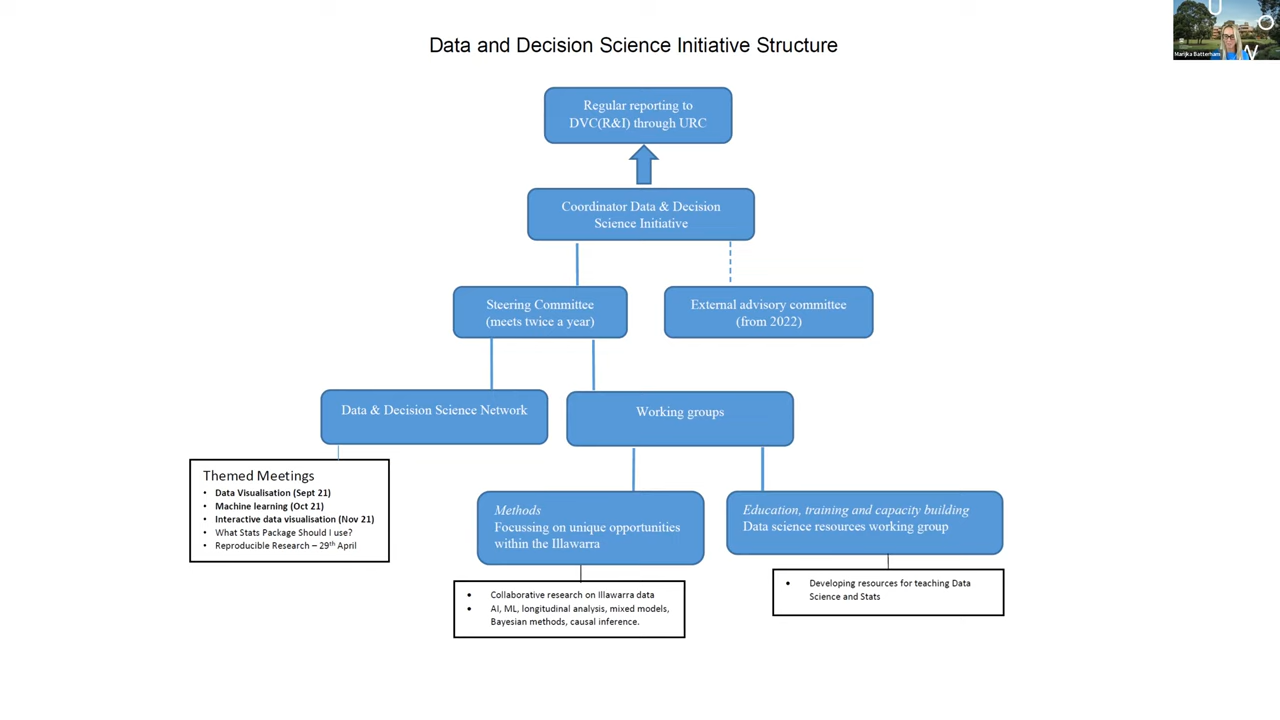 Data and Decision Science Initiative Structure
U
O
W
Marijka Batterham
Regular reporting to
DVC(R&I) through URC
Coordinator Data & Decision
Science Initiative
Steering Committee
(meets twice a year)
External advisory committee
(from 2022)
Data & Decision Science Network
Working groups
Themed Meetings
• Data Visualisation (Sept 21)
• Machine learning (Oct 21)
• Interactive data visualisation (Nov 21)
• What Stats Package Should I use?
• Reproducible Research – 29th April
Methods
Focussing on unique opportunities
within the Illawarra
Education, training and capacity building
Data science resources working group
• Collaborative research on Illawarra data
• AI, ML, longitudinal analysis, mixed models,
Bayesian methods, causal inference.
• Developing resources for teaching Data
Science and Stats